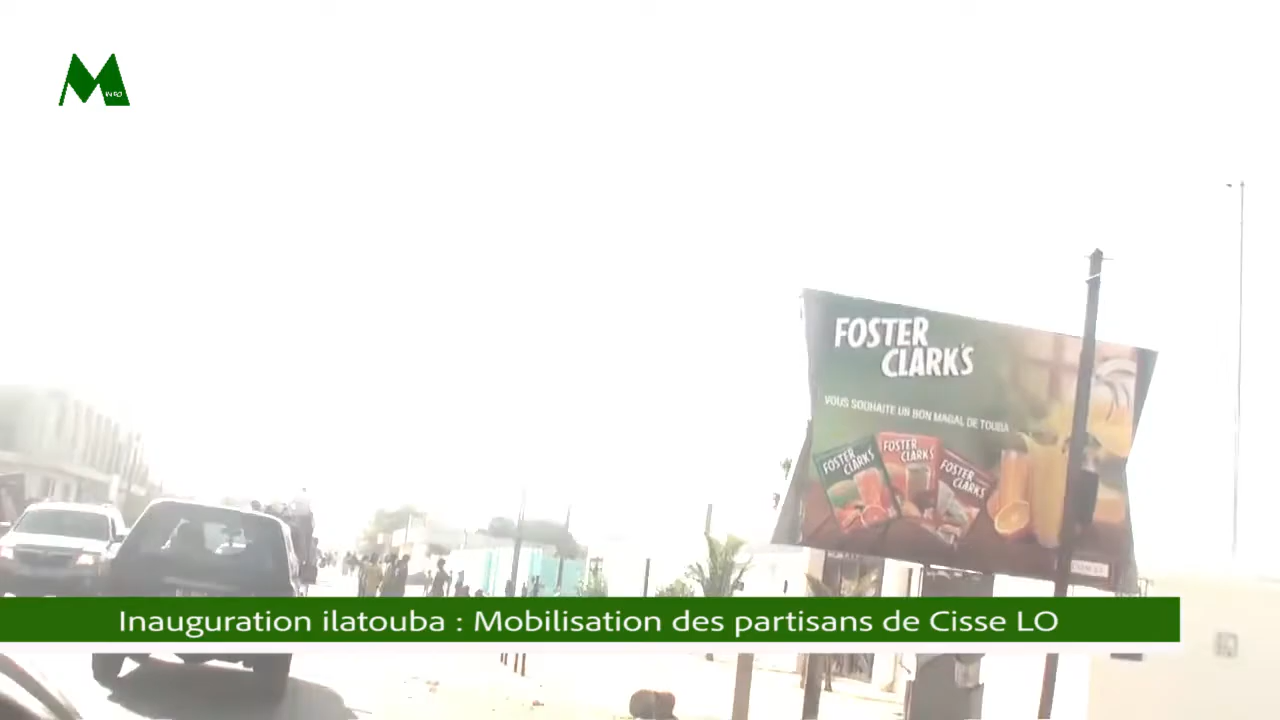 M
INFO
FOSTER
CLARK'S
VOUS SOUHAITE UN BON MAGAL DE TOUBA
FOSTER
CLARK'S
FOSTER
CLARK'S
FOSTER
CLARK'S
Inauguration ilatouba : Mobilisation des partisans de Cisse LO